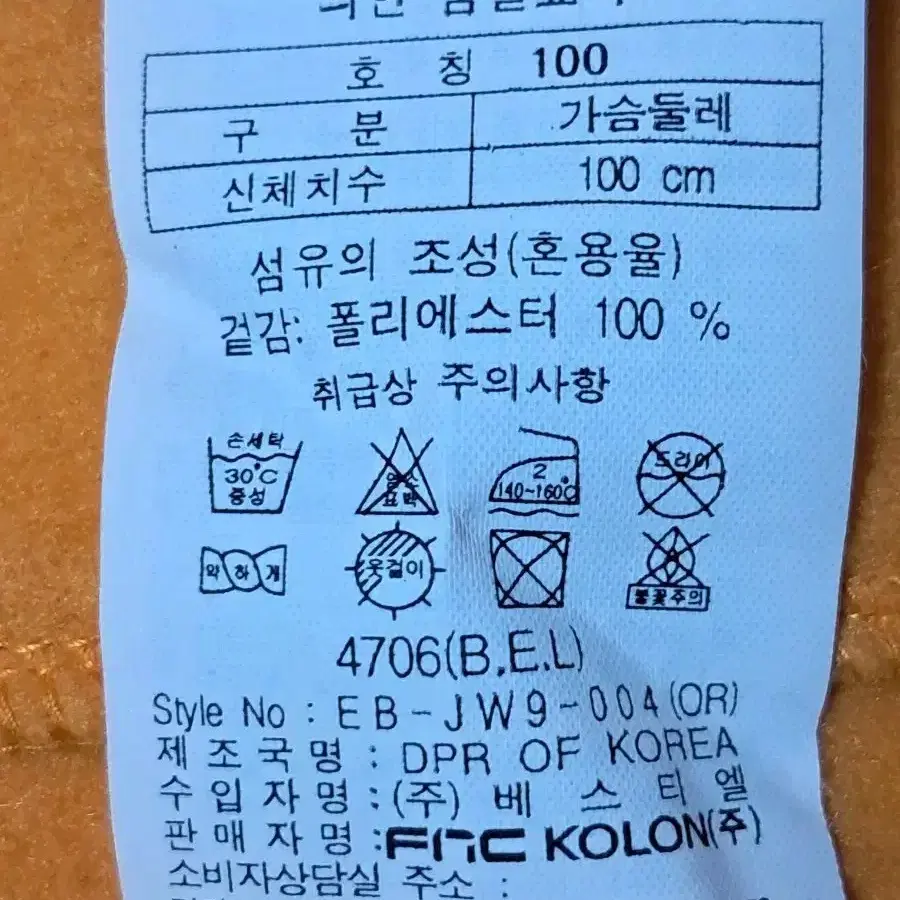 호 칭 100
구 분 가슴둘레
신체치수 100 cm
섬유의 조성(혼용율)
겉감: 폴리에스터 100 %
취급상 주의사항
손세탁 30°C 중성
염소 표백
2 140~160°C
드라이
약하게
옷걸이
불꽃주의
4706(B.E.L)
Style No : EB-JW9-004(OR)
제조국명 : DPR OF KOREA
수입자명 : (주) 베스티엘
판매자명 : FnC KOLON(주)
소비자상담실 주소 :